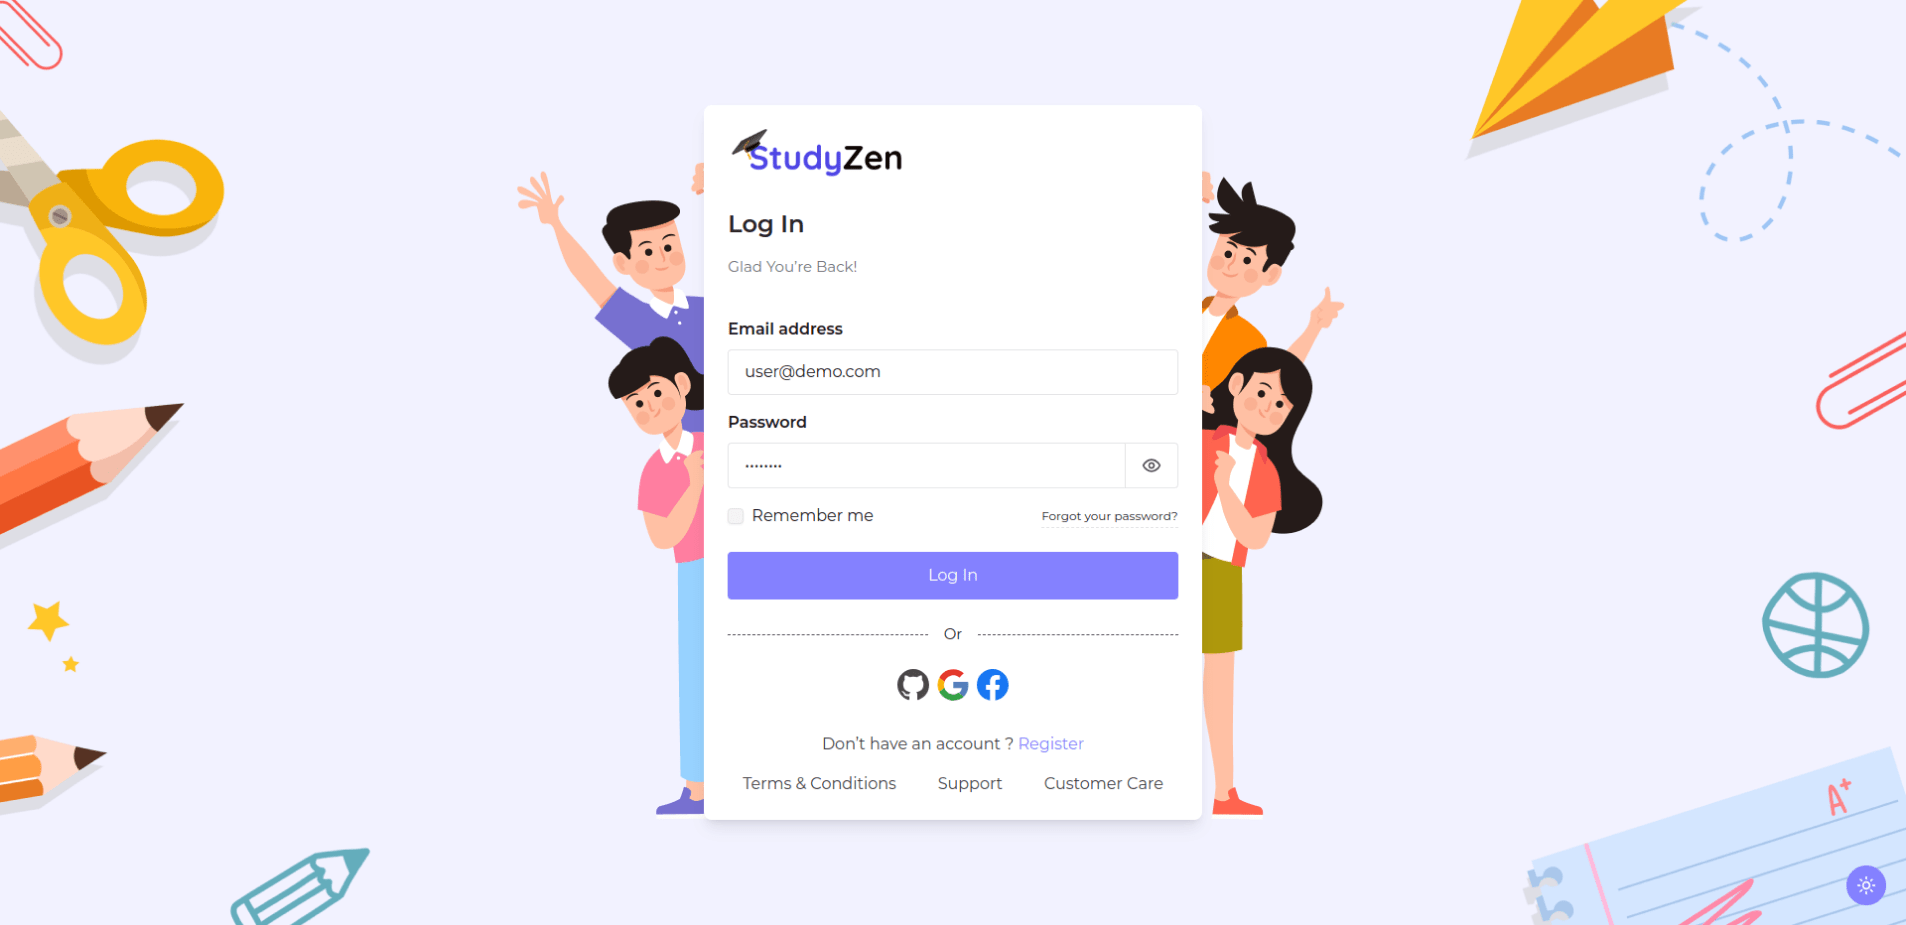 StudyZen
Log In
Glad You're Back!
Email address
user@demo.com
Password
••••••••
Remember me
Forgot your password?
Log In
Or
Don't have an account ? Register
Terms & Conditions Support Customer Care
A+